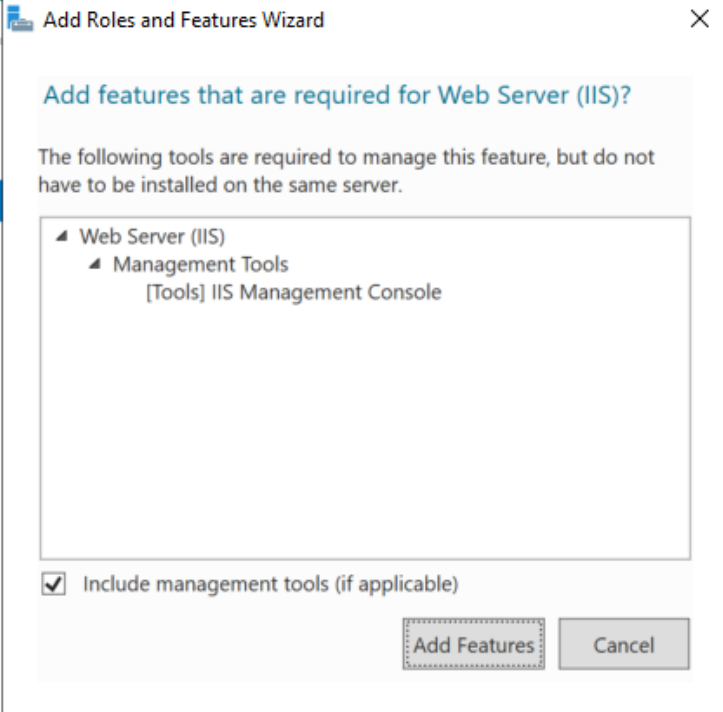 Add Roles and Features Wizard
Add features that are required for Web Server (IIS)?
The following tools are required to manage this feature, but do not
have to be installed on the same server.
Web Server (IIS)
Management Tools
[Tools] IIS Management Console
Include management tools (if applicable)
Add Features Cancel